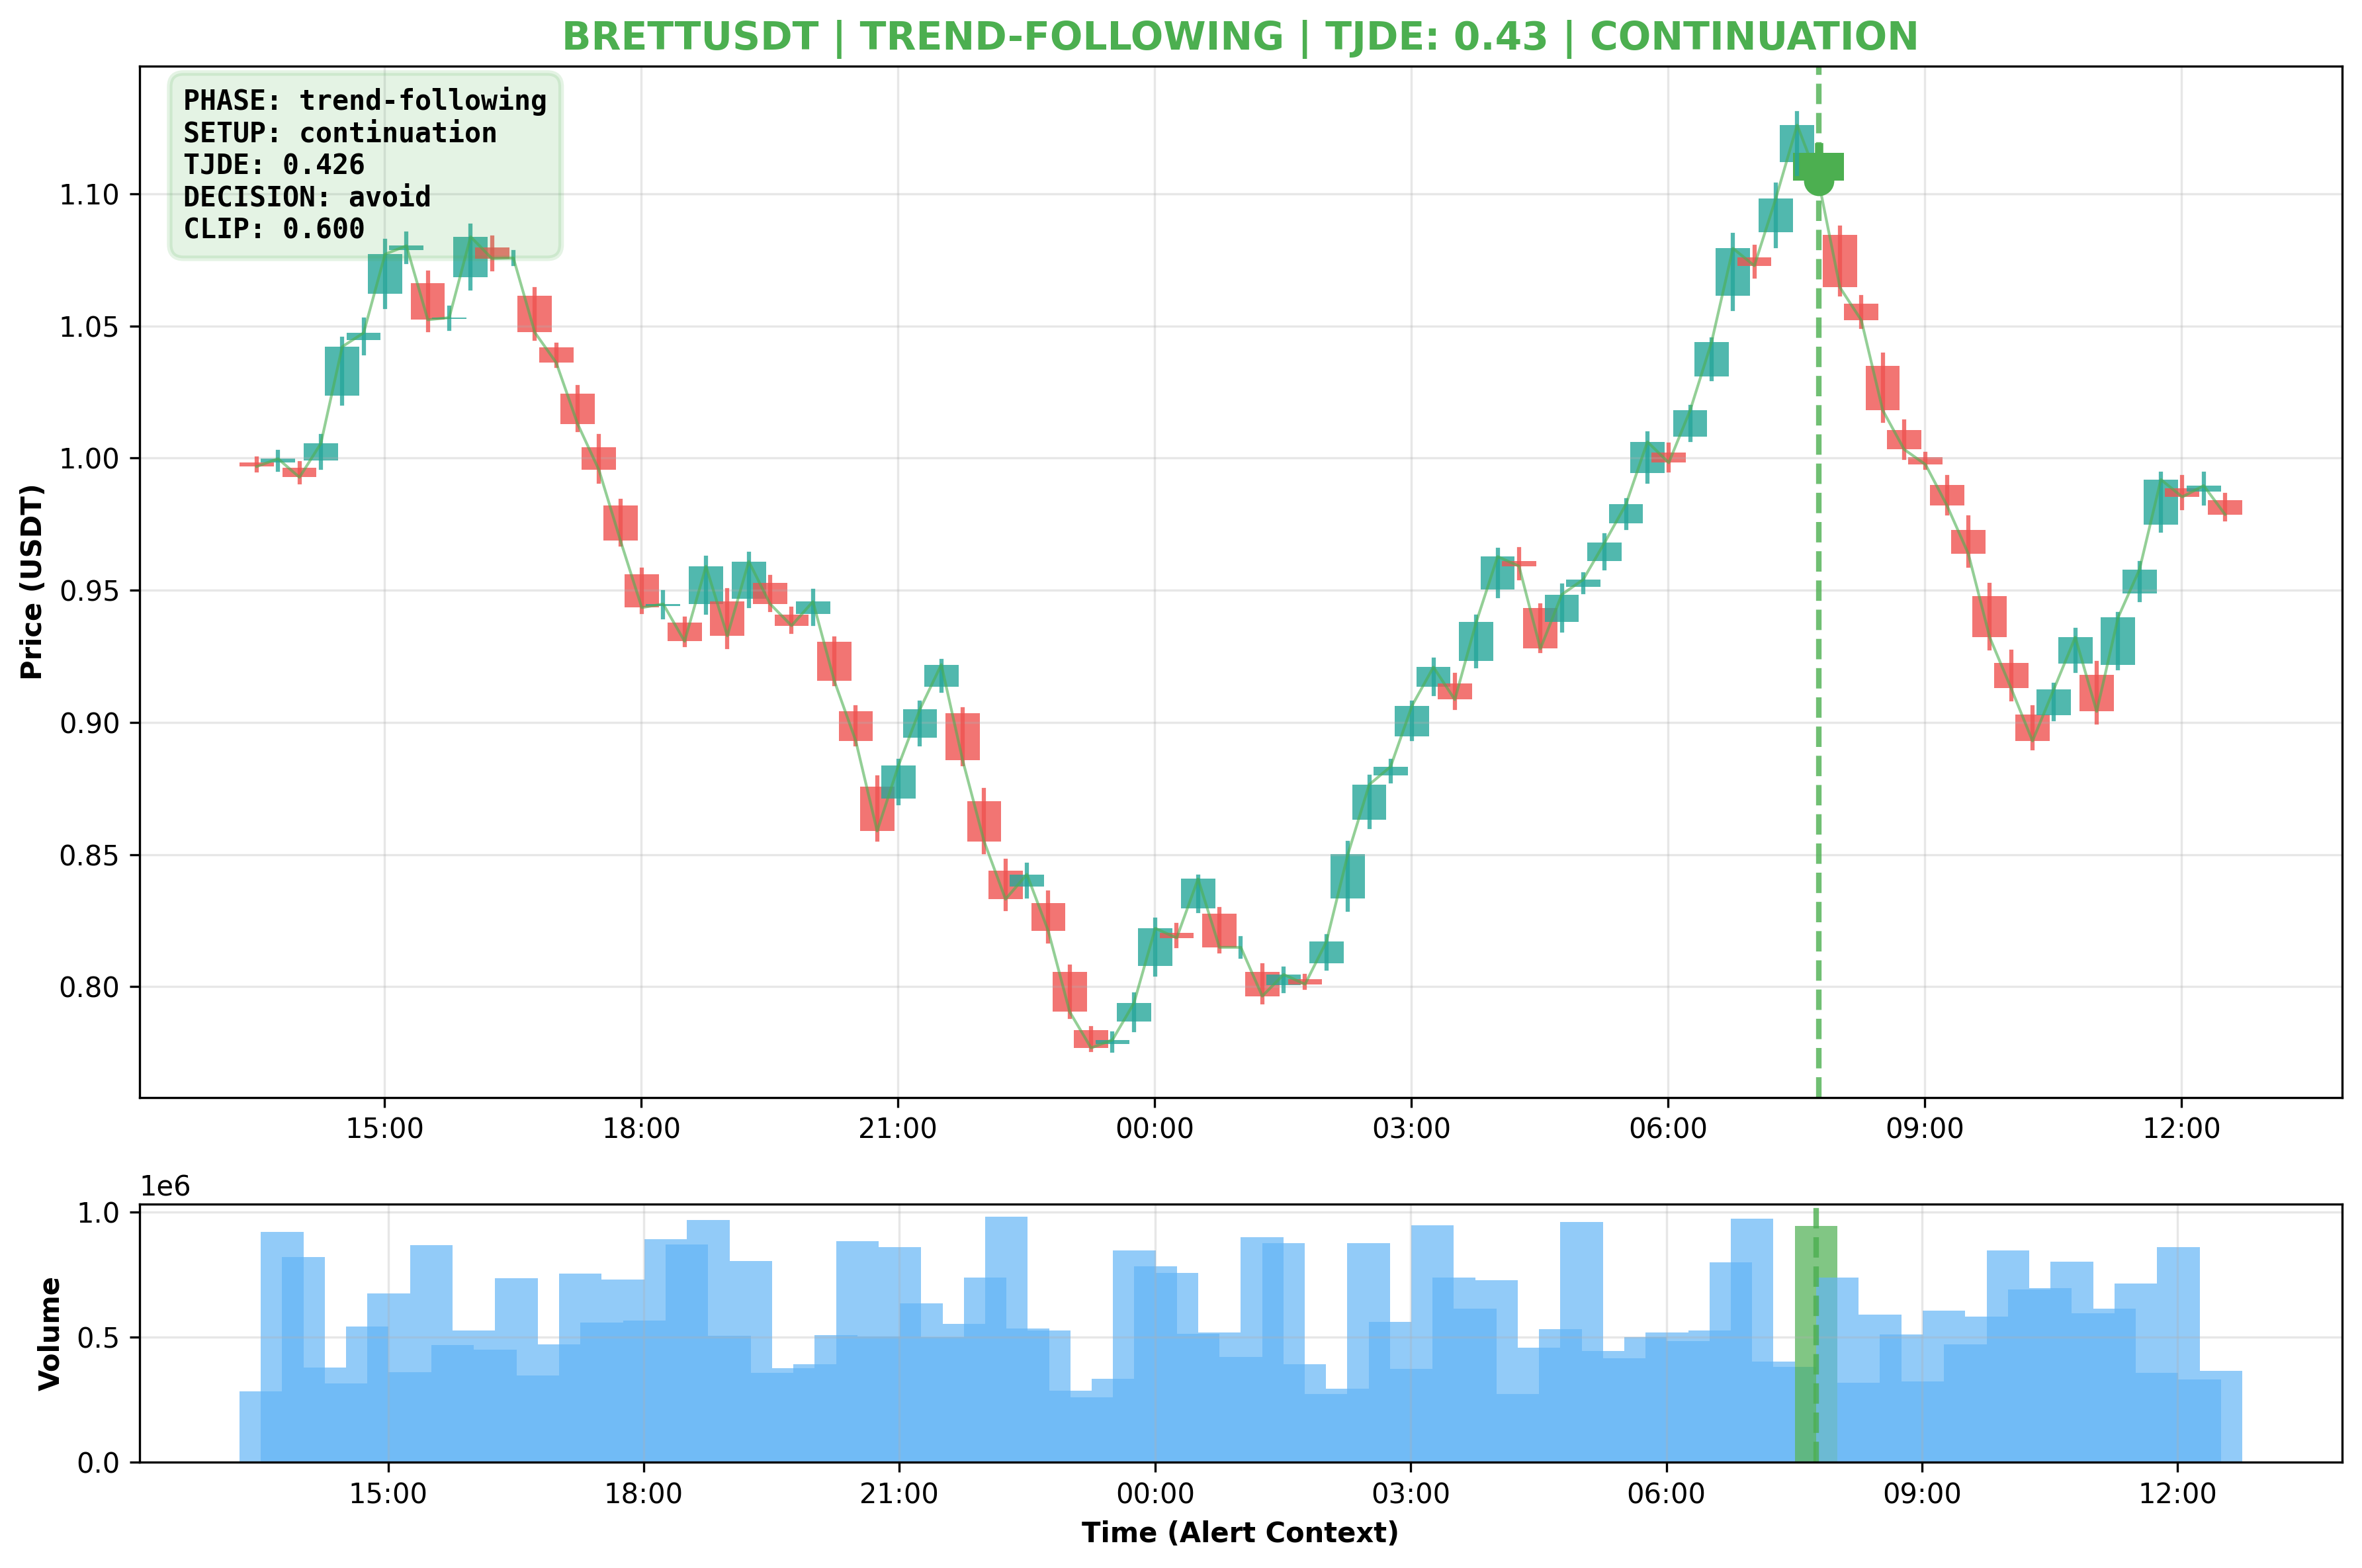 BRETTUSDT | TREND-FOLLOWING | TJDE: 0.43 | CONTINUATION
PHASE: trend-following
SETUP: continuation
TJDE: 0.426
DECISION: avoid
CLIP: 0.600
Price (USDT)
1.10
1.05
1.00
0.95
0.90
0.85
0.80
15:00 18:00 21:00 00:00 03:00 06:00 09:00 12:00
1e6
Volume
1.0
0.5
0.0
15:00 18:00 21:00 00:00 03:00 06:00 09:00 12:00
Time (Alert Context)